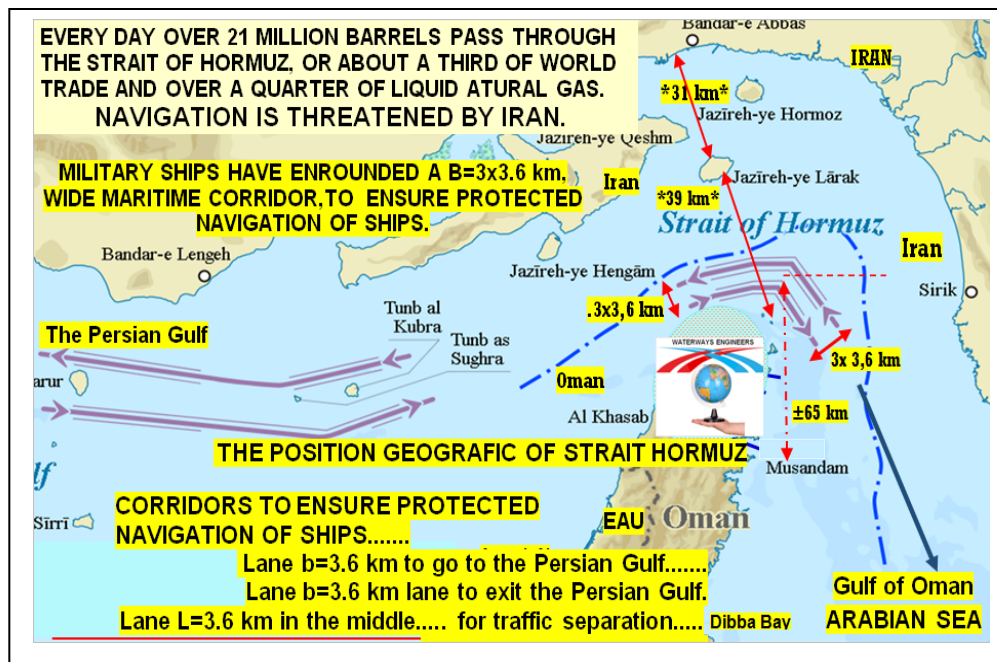 EVERY DAY OVER 21 MILLION BARRELS PASS THROUGH
THE STRAIT OF HORMUZ, OR ABOUT A THIRD OF WORLD
TRADE AND OVER A QUARTER OF LIQUID ATURAL GAS.
NAVIGATION IS THREATENED BY IRAN.
Bandar-e Abbas
IRAN
*31 km*
Jazīreh-ye Hormoz
Jazīreh-ye Qeshm
MILITARY SHIPS HAVE ENROUNDED A B=3x3.6 km,
WIDE MARITIME CORRIDOR,TO ENSURE PROTECTED
NAVIGATION OF SHIPS.
Iran
Jazīreh-ye Lārak
*39 km*
Strait of Hormuz
Iran
Bandar-e Lengeh
Jazīreh-ye Hengām
Sirik
.3x3,6 km
The Persian Gulf
Tunb al
Kubra
Tunb as
Sughra
WATERWAYS ENGINEERS
3x 3,6 km
arur
Oman
Al Khasab
±65 km
THE POSITION GEOGRAFIC OF STRAIT HORMUZ
Musandam
lf
CORRIDORS TO ENSURE PROTECTED
NAVIGATION OF SHIPS.......
Sīrrī
EAU
Oman
Lane b=3.6 km to go to the Persian Gulf.......
Lane b=3.6 km lane to exit the Persian Gulf.
Lane L=3.6 km in the middle..... for traffic separation.....
Dibba Bay
Gulf of Oman
ARABIAN SEA